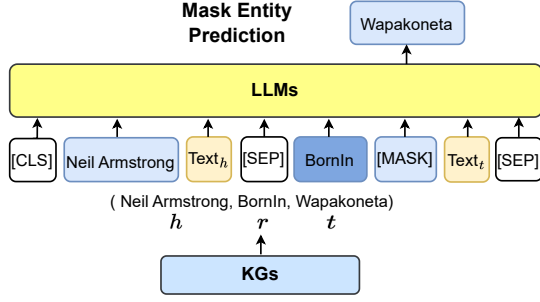 Mask Entity
Prediction
Wapakoneta
LLMs
[CLS] Neil Armstrong Text_h [SEP] BornIn [MASK] Text_t [SEP]
( Neil Armstrong, BornIn, Wapakoneta)
h r t
KGs